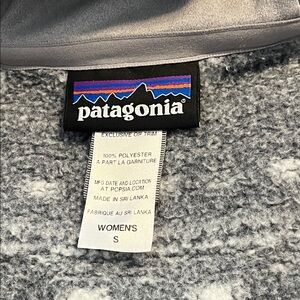 patagonia®
EXCLUSIVE OF TRIM
100% POLYESTER
A PART LA GARNITURE
MFG DATE AND LOCATION
AT PCPSIA.COM
MADE IN SRI LANKA
FABRIQUE AU SRI LANKA
WOMEN'S
S